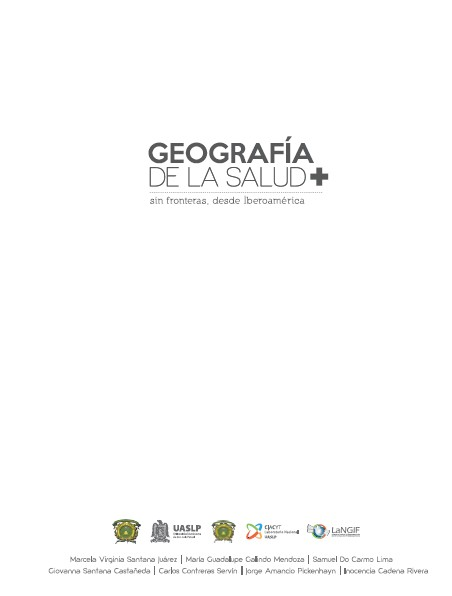 GEOGRAFÍA
DE LA SALUD+
sin fronteras, desde Iberoamérica
UASLP
LaNGIF
Marcela Virginia Santana Juárez | María Guadallupe Galindo Mendoza | Samuel Do Carmo Lima
Giovanna Santana Castañeda | Carlos Contreras Servín | Jorge Amancio Pickenhayn | Inocencia Cadena Rivera